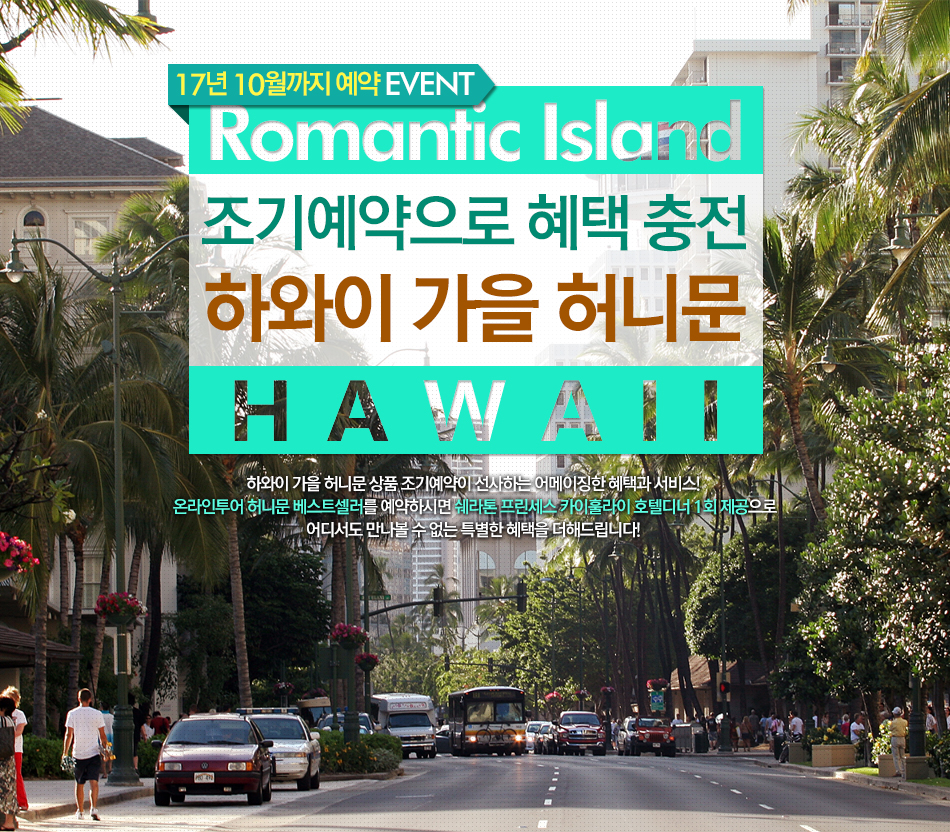 17년 10월까지 예약 EVENT
Romantic Island
조기예약으로 혜택 충전
하와이 가을 허니문
HAWAII
하와이 가을 허니문 상품 조기예약이 선사하는 어메이징한 혜택과 서비스!
온라인투어 허니문 베스트셀러를 예약하시면 쉐라톤 프린세스 카이울라이 호텔디너 1회 제공으로
어디서도 만나볼 수 없는 특별한 혜택을 더해드립니다!